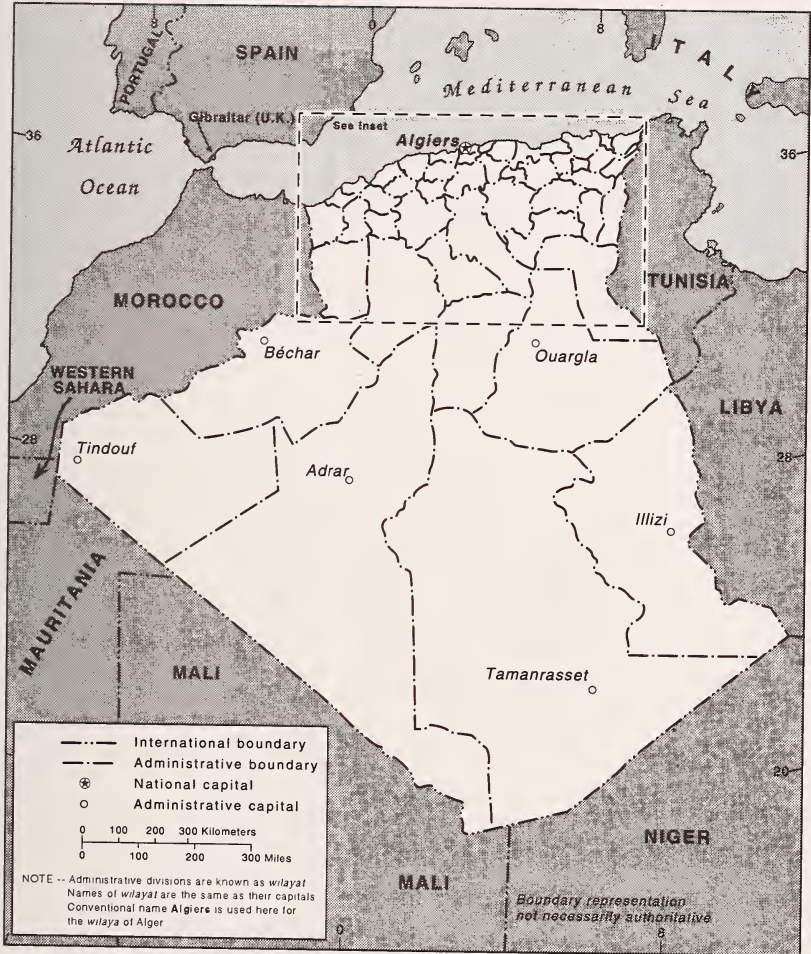 0
8
PORTUGAL
SPAIN
ITALY
Mediterranean
Sea
Gibraltar (U.K.)
See inset
36
Algiers
36
Atlantic
Ocean
TUNISIA
MOROCCO
Béchar
Ouargla
WESTERN
SAHARA
LIBYA
28
Tindouf
28
Adrar
Illizi
MAURITANIA
MALI
Tamanrasset
International boundary
Administrative boundary
National capital
Administrative capital
20
0 100 200 300 Kilometers
0 100 200 300 Miles
NIGER
NOTE -- Administrative divisions are known as wilayat
Names of wilayat are the same as their capitals
Conventional name Algiers is used here for
the wilaya of Alger
MALI
Boundary representation
not necessarily authoritative
0
8